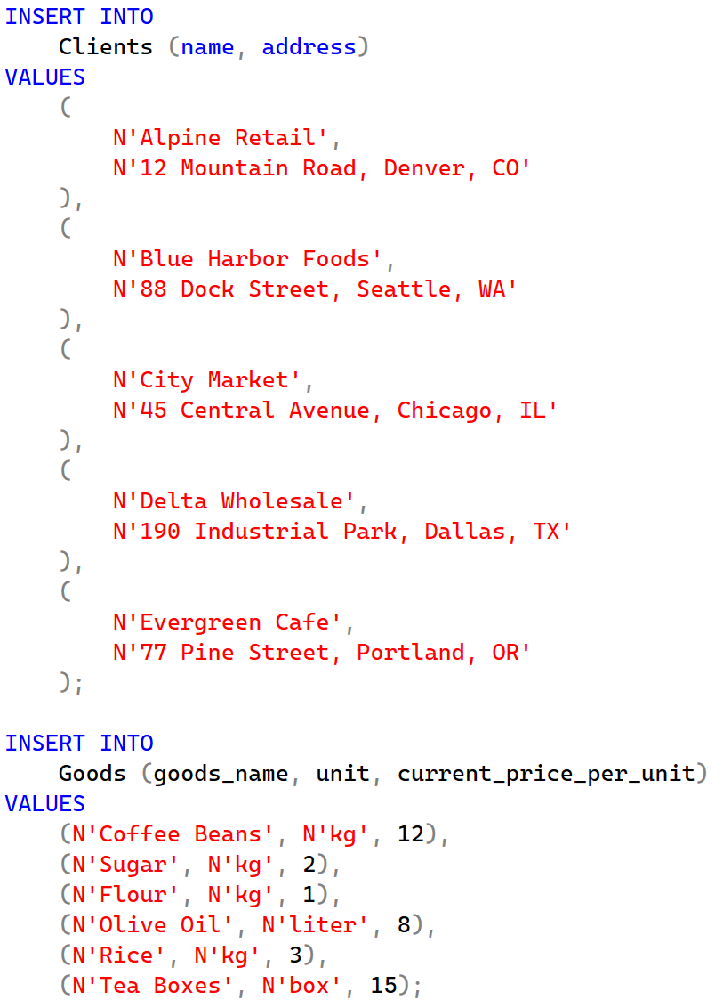 INSERT INTO
    Clients (name, address)
VALUES
    (
        N'Alpine Retail',
        N'12 Mountain Road, Denver, CO'
    ),
    (
        N'Blue Harbor Foods',
        N'88 Dock Street, Seattle, WA'
    ),
    (
        N'City Market',
        N'45 Central Avenue, Chicago, IL'
    ),
    (
        N'Delta Wholesale',
        N'190 Industrial Park, Dallas, TX'
    ),
    (
        N'Evergreen Cafe',
        N'77 Pine Street, Portland, OR'
    );

INSERT INTO
    Goods (goods_name, unit, current_price_per_unit)
VALUES
    (N'Coffee Beans', N'kg', 12),
    (N'Sugar', N'kg', 2),
    (N'Flour', N'kg', 1),
    (N'Olive Oil', N'liter', 8),
    (N'Rice', N'kg', 3),
    (N'Tea Boxes', N'box', 15);